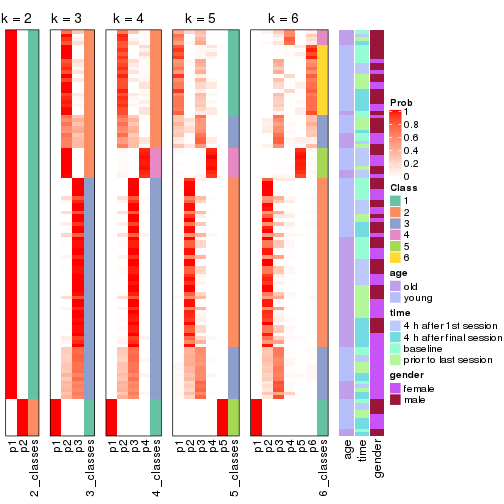 k = 2
k = 3
k = 4
k = 5
k = 6
p1
p2
2_classes
p1
p2
p3
3_classes
p1
p2
p3
p4
4_classes
p1
p2
p3
p4
p5
5_classes
p1
p2
p3
p4
p5
p6
6_classes
age
time
gender
Prob
1
0.8
0.6
0.4
0.2
0
Class
1
2
3
4
5
6
age
old
young
time
4 h after 1st session
4 h after final session
baseline
prior to last session
gender
female
male